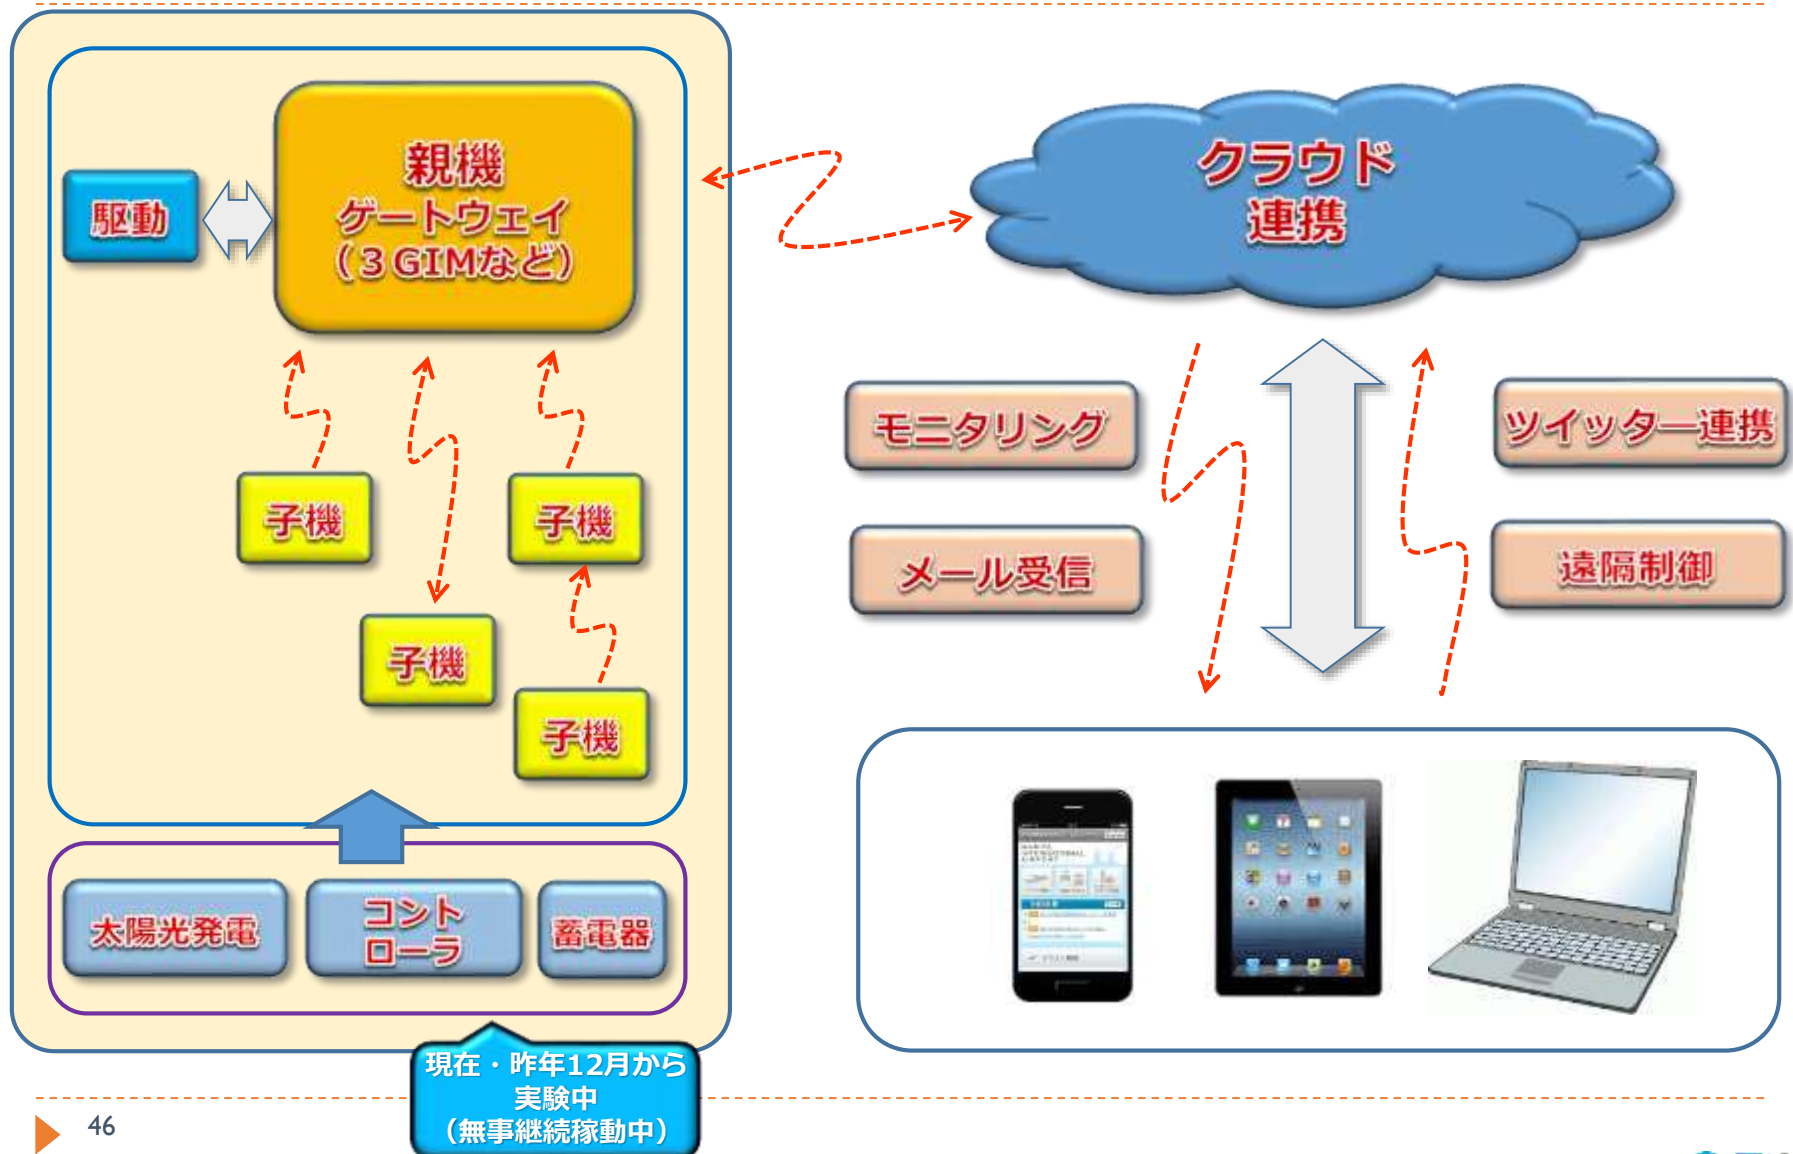 親機
ゲートウェイ
（３GIMなど）
駆動
子機
子機
子機
子機
太陽光発電
コント
ローラ
蓄電器
現在・昨年12月から
実験中
（無事継続稼動中）
クラウド
連携
モニタリング
メール受信
ツイッター連携
遠隔制御
46